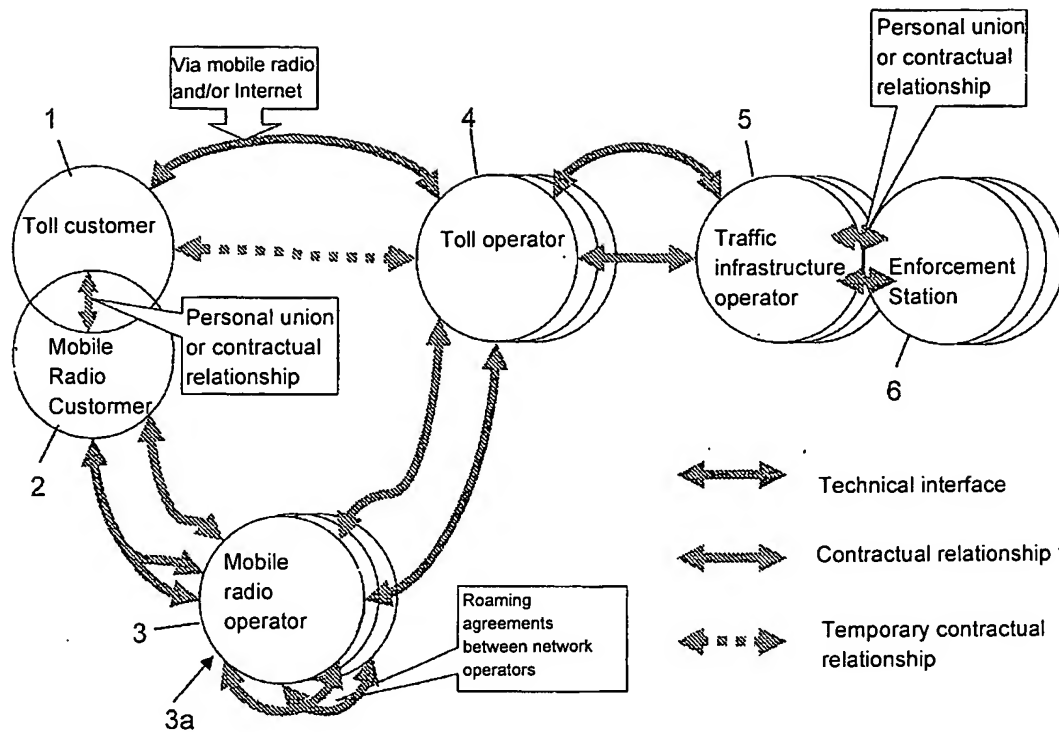 Via mobile radio
and/or Internet
Personal union
or contractual
relationship
1
4
5
Toll customer
Toll operator
Traffic
infrastructure
operator
Enforcement
Station
6
Personal union
or contractual
relationship
Mobile
Radio
Custormer
2
Mobile
radio
operator
3
3a
Roaming
agreements
between network
operators
Technical interface
Contractual relationship
Temporary contractual
relationship